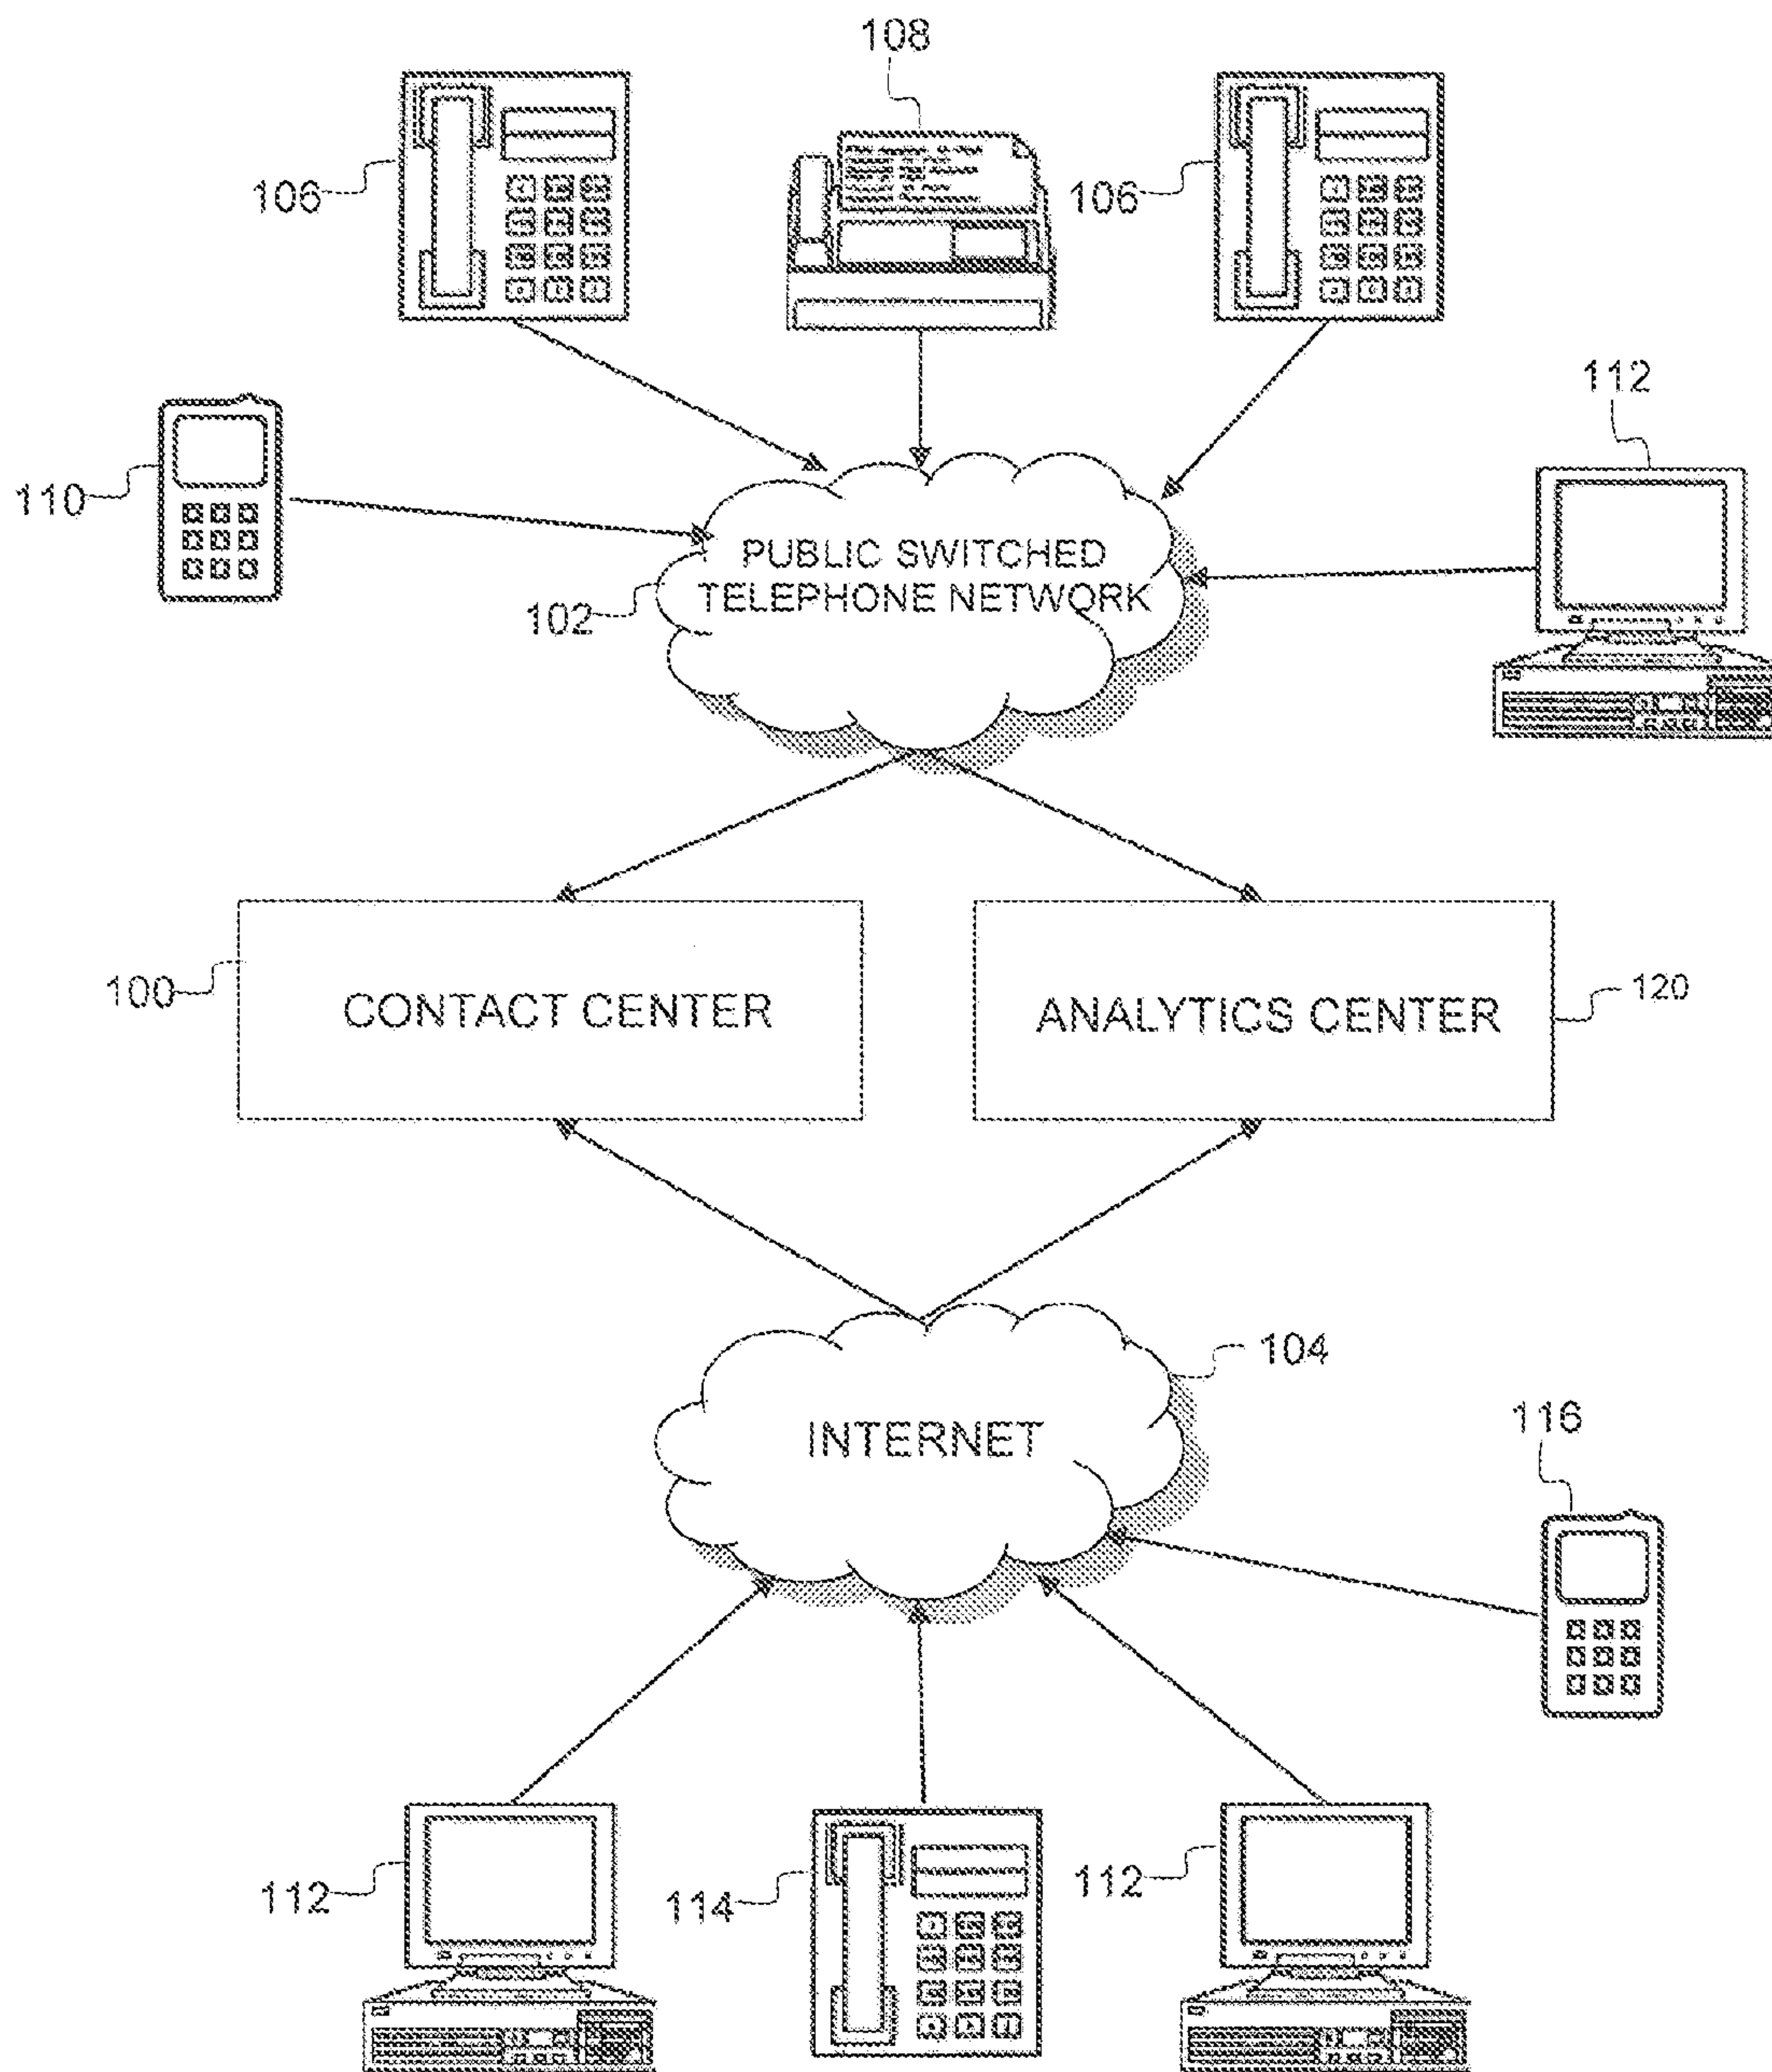 108
106
106
112
110
PUBLIC SWITCHED
TELEPHONE NETWORK
102
100
CONTACT CENTER
ANALYTICS CENTER
120
104
INTERNET
116
112
114
112